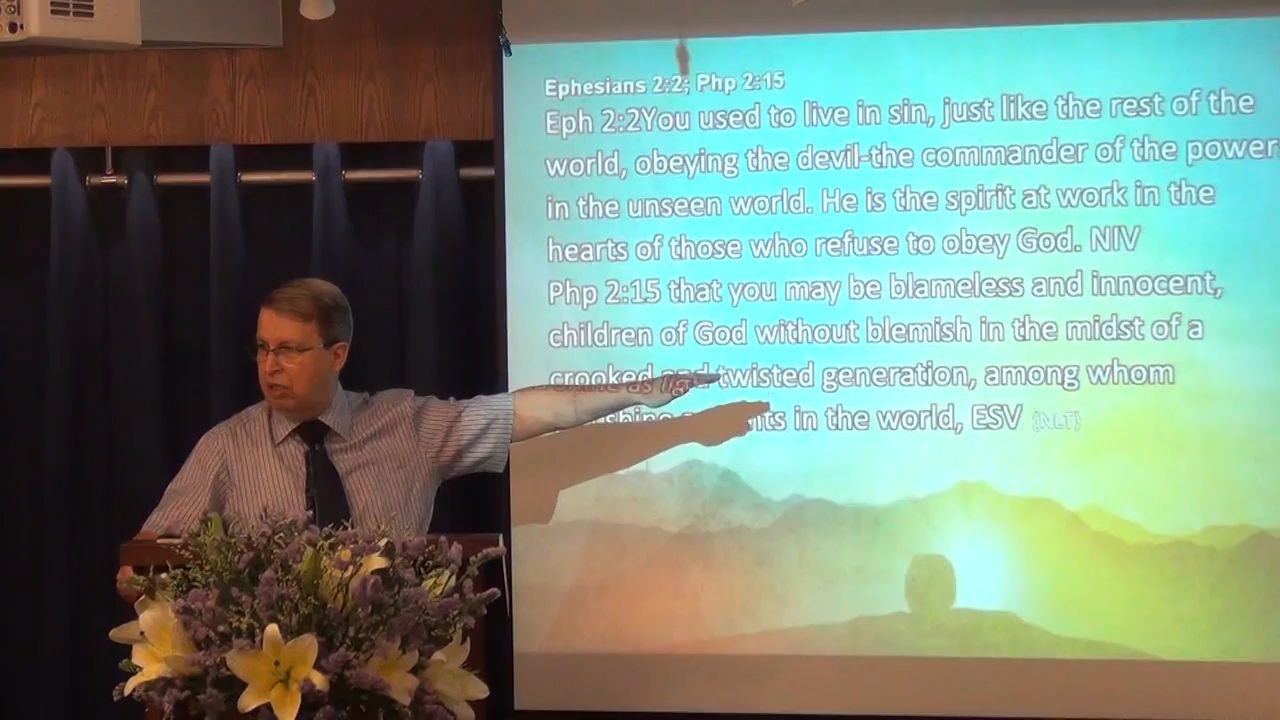 Ephesians 2:2; Php 2:15
Eph 2:2You used to live in sin, just like the rest of the
world, obeying the devil-the commander of the power
in the unseen world. He is the spirit at work in the
hearts of those who refuse to obey God. NIV
Php 2:15 that you may be blameless and innocent,
children of God without blemish in the midst of a
crooked and twisted generation, among whom
in the world, ESV {NLT}